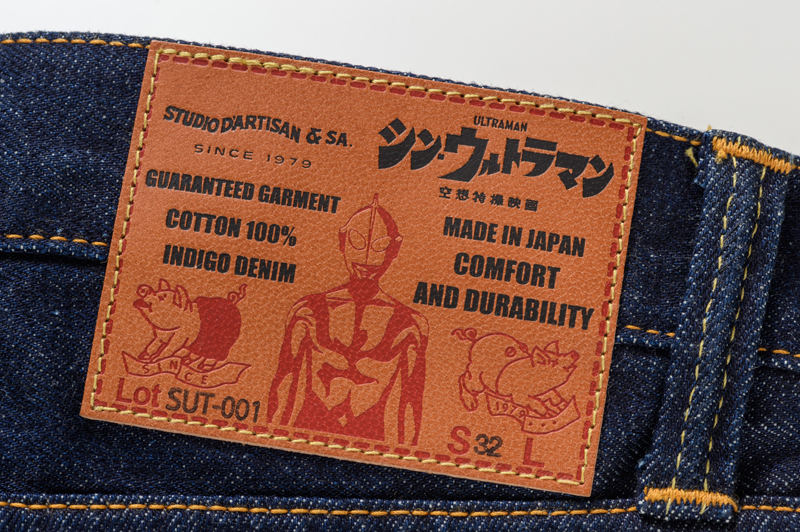 STUDIO D'ARTISAN & SA.
SINCE 1979
GUARANTEED GARMENT
COTTON 100%
INDIGO DENIM
ULTRAMAN
シン・ウルトラマン
空想特撮映画
MADE IN JAPAN
COMFORT
AND DURABILITY
SINCE
1979
Lot SUT-001
S 32 L